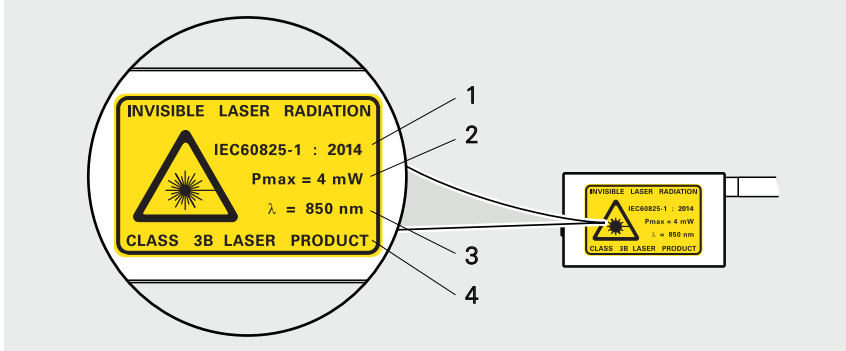 INVISIBLE LASER RADIATION
IEC60825-1 : 2014
Pmax = 4 mW
λ = 850 nm
CLASS 3B LASER PRODUCT
1
2
3
4
INVISIBLE LASER RADIATION
IEC60825-1 : 2014
Pmax = 4 mW
λ = 850 nm
CLASS 3B LASER PRODUCT